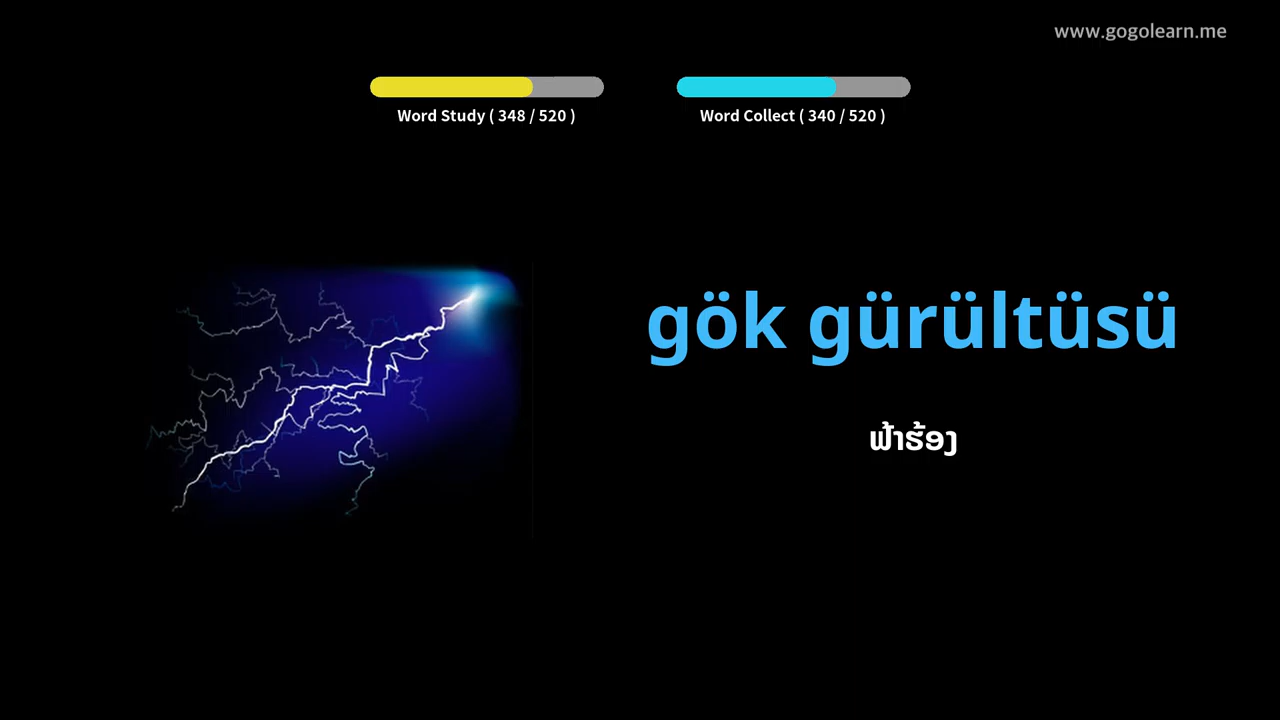 www.gogolearn.me
Word Study ( 348 / 520 )
Word Collect ( 340 / 520 )
gök gürültüsü
ຟ້າຮ້ອງ